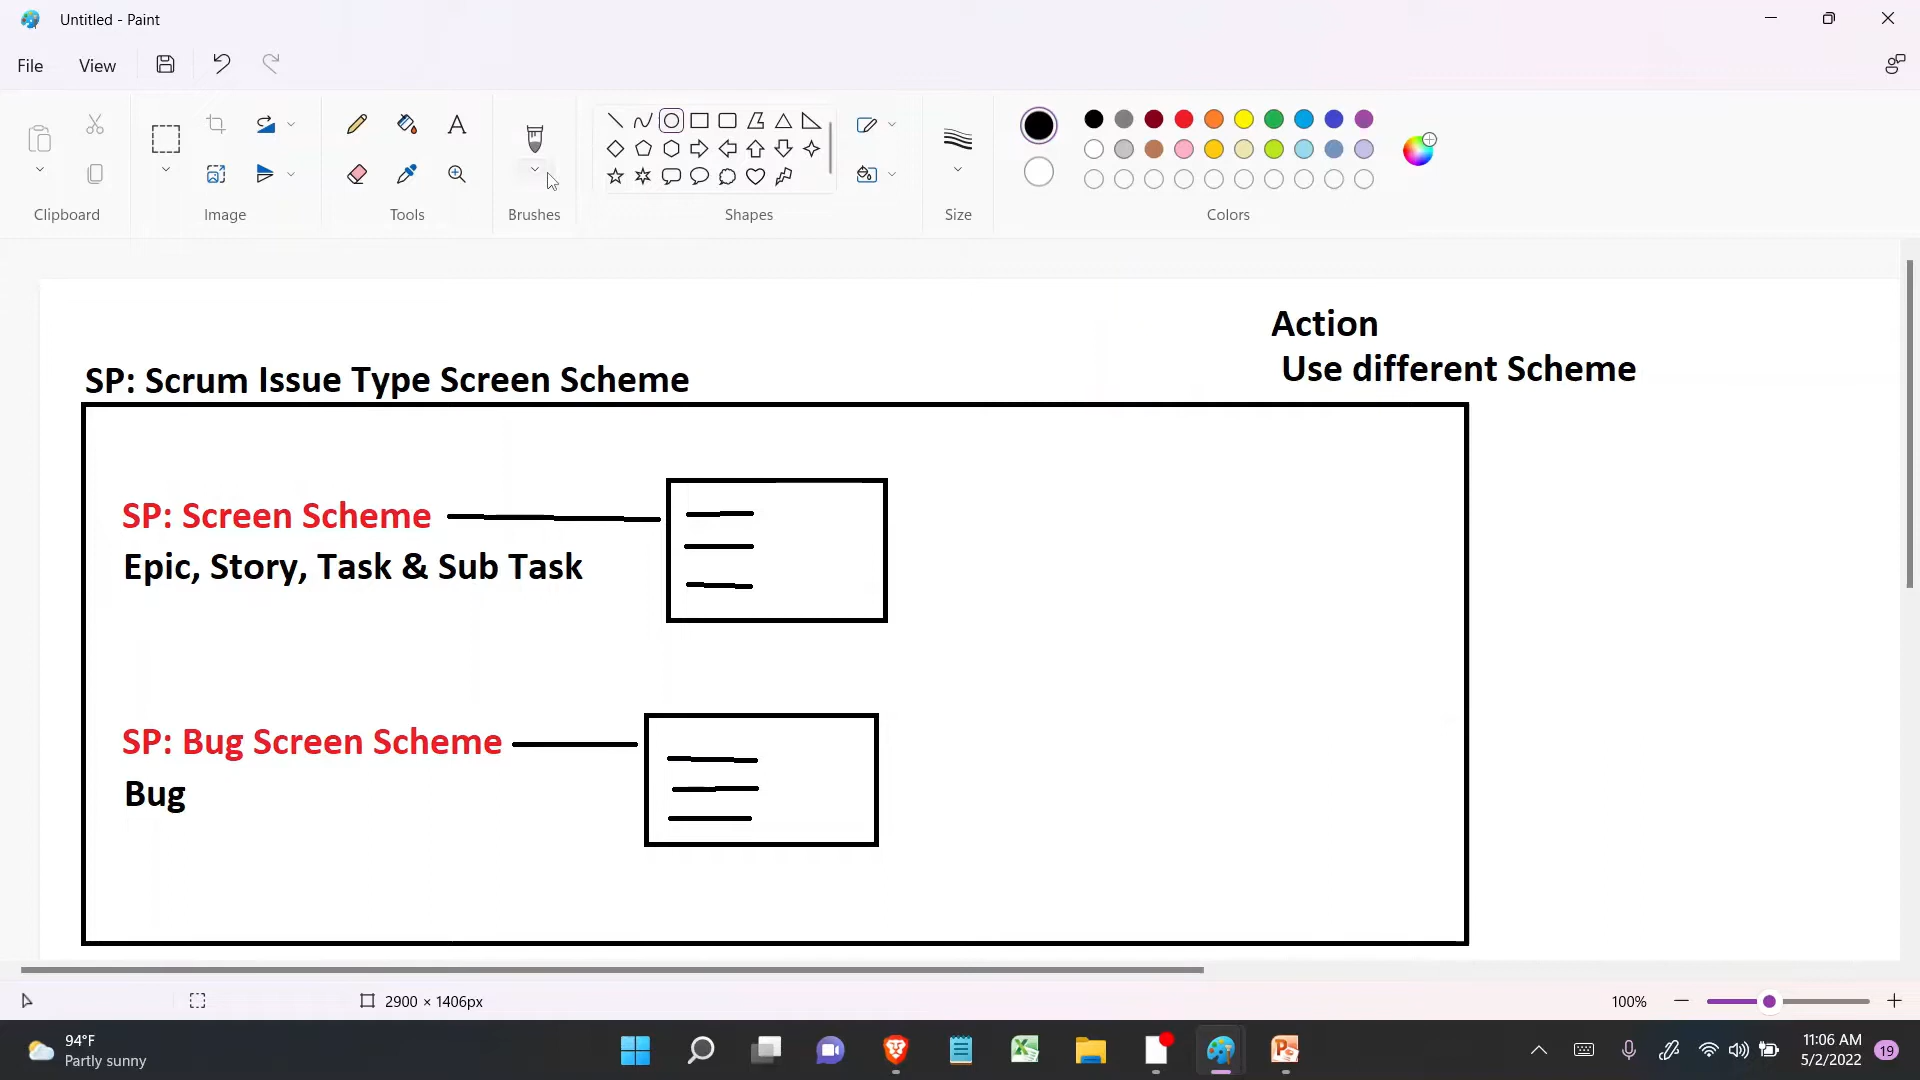 Untitled - Paint
File View
Clipboard Image Tools Brushes Shapes Size Colors
Action
Use different Scheme
SP: Scrum Issue Type Screen Scheme
SP: Screen Scheme
Epic, Story, Task & Sub Task
SP: Bug Screen Scheme
Bug
2900 × 1406px
100%
94°F
Partly sunny
11:06 AM
5/2/2022
19